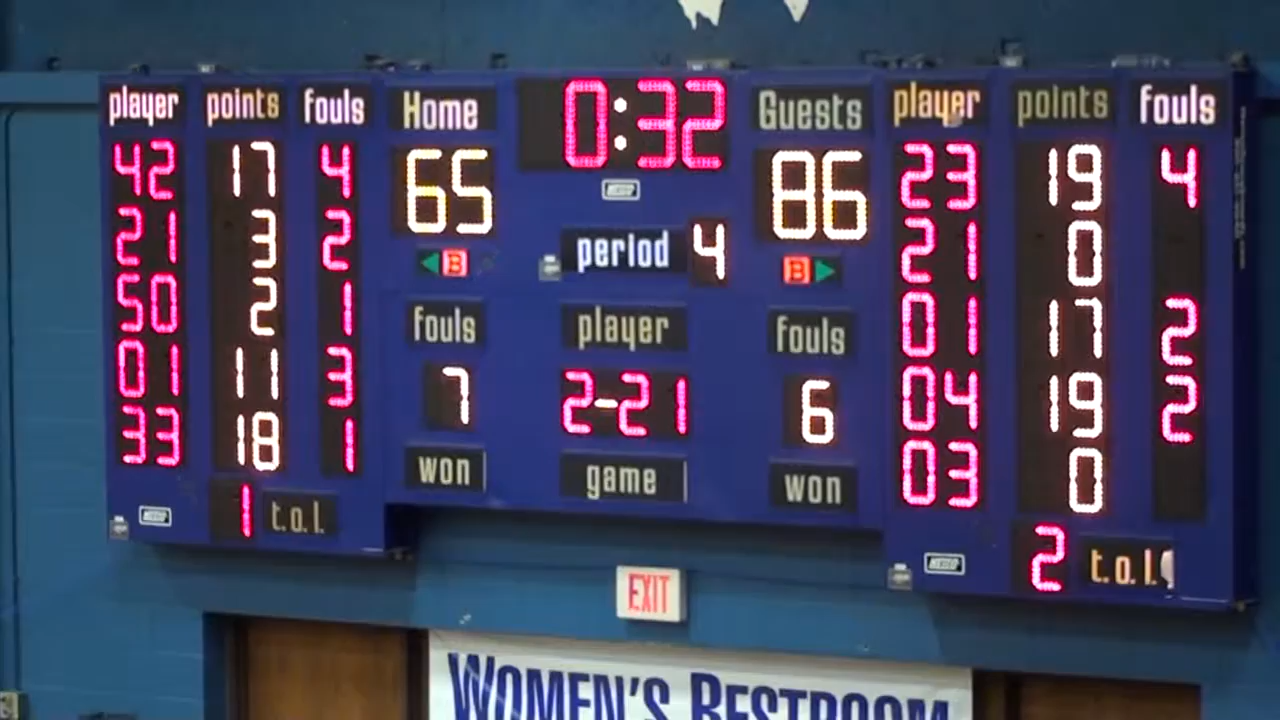 player points fouls Home 0:32 Guests player points fouls
42 17 4 65 86 23 19 4
21 3 2 period 4 21 0
B B
50 2 1 fouls player fouls 01 17 2
01 11 3 7 2-21 6 04 19 2
33 18 1 won game won 03 0
1 t.o.l. 2 t.o.l.
EXIT
WOMEN'S RESTROOM